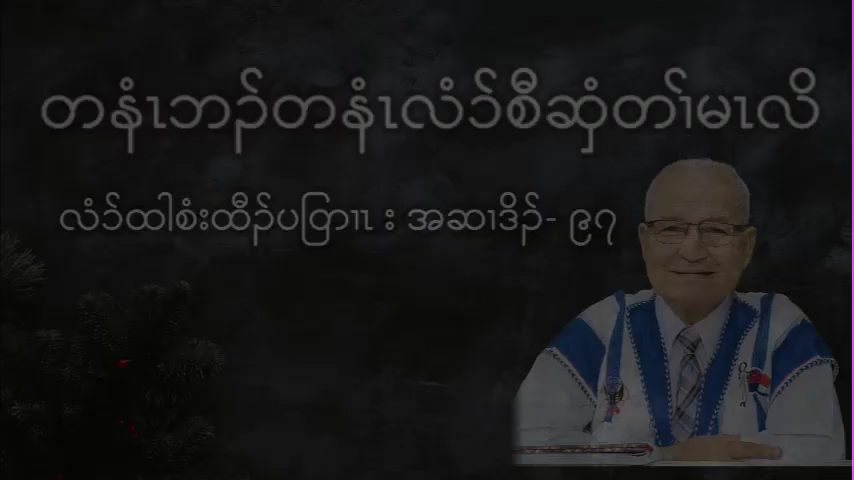 တနံၤဘၣ်တနံၤလံာ်စီဆှံတၢ်မၤလိ
လံာ်ထါစံးထီၣ်ပတြၢၤ : အဆၢဒိၣ်- ၉၇